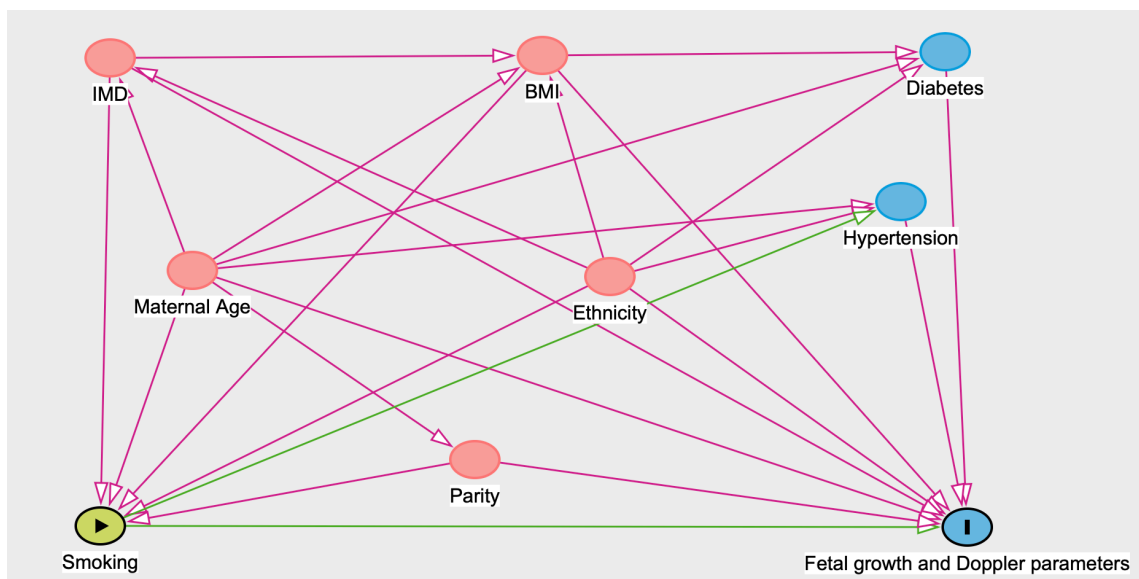 IMD
BMI
Diabetes
Hypertension
Maternal Age
Ethnicity
Parity
Smoking
Fetal growth and Doppler parameters